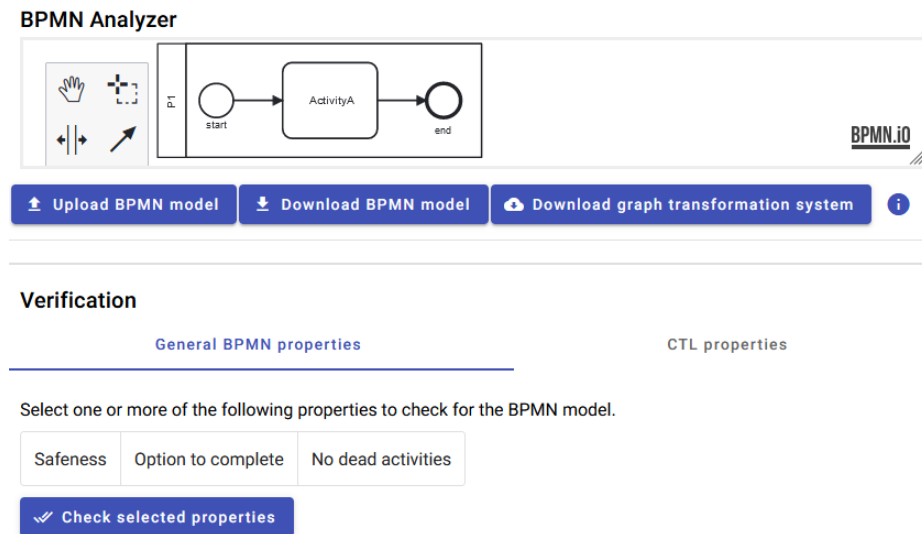 BPMN Analyzer
P1
start
ActivityA
end
BPMN.iO
Upload BPMN model
Download BPMN model
Download graph transformation system
i
Verification
General BPMN properties
CTL properties
Select one or more of the following properties to check for the BPMN model.
Safeness
Option to complete
No dead activities
Check selected properties